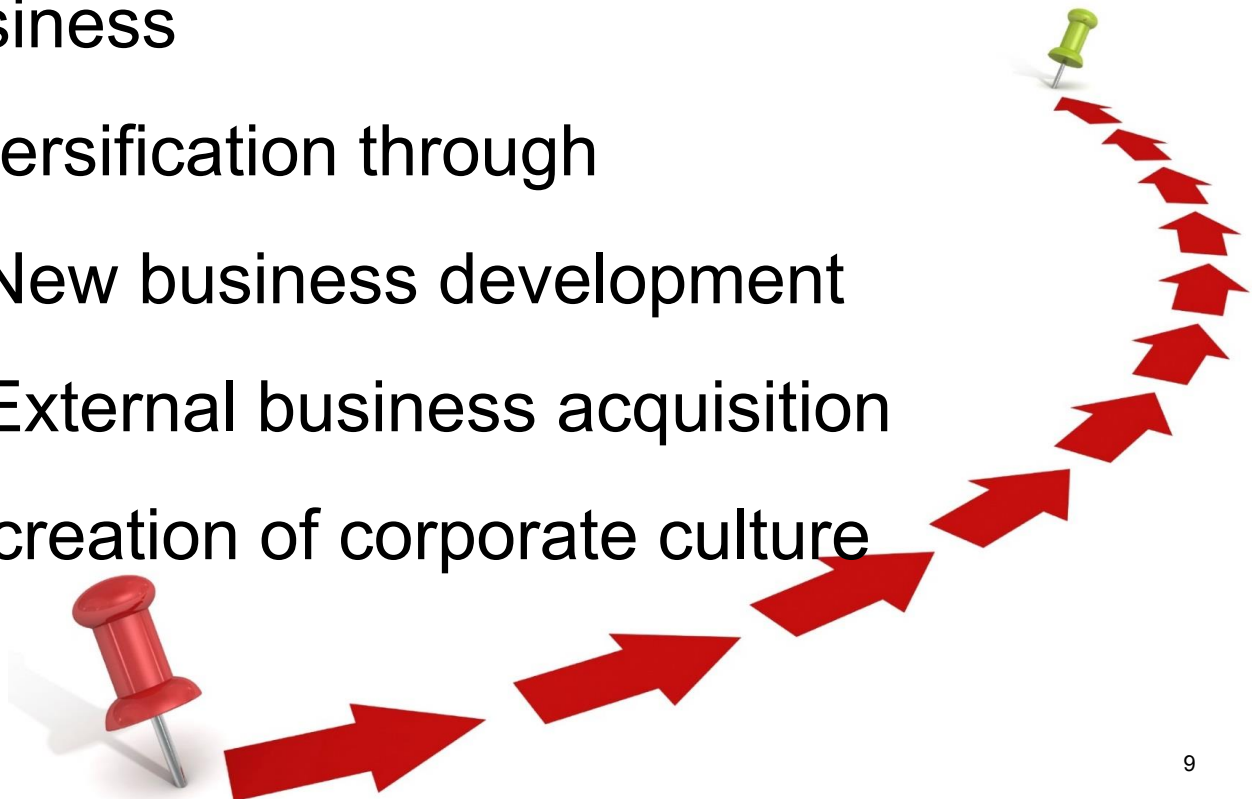 siness
ersification through
New business development
External business acquisition
creation of corporate culture
9